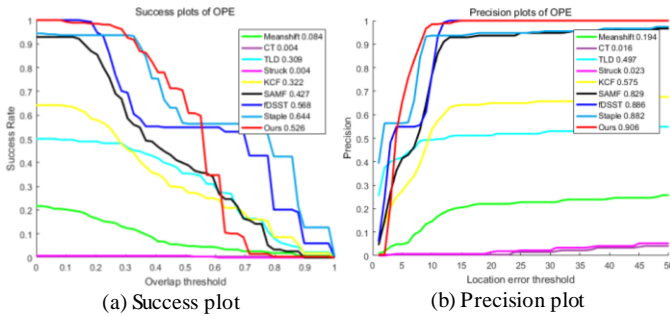 Success plots of OPE
Meanshift 0.084
CT 0.004
TLD 0.309
Struck 0.004
KCF 0.322
SAMF 0.427
fDSST 0.568
Staple 0.644
Ours 0.526
Success Rate
1
0.9
0.8
0.7
0.6
0.5
0.4
0.3
0.2
0.1
0
0 0.1 0.2 0.3 0.4 0.5 0.6 0.7 0.8 0.9 1
Overlap threshold
(a) Success plot
Precision plots of OPE
Meanshift 0.194
CT 0.016
TLD 0.497
Struck 0.023
KCF 0.575
SAMF 0.829
fDSST 0.886
Staple 0.882
Ours 0.906
Precision
1
0.9
0.8
0.7
0.6
0.5
0.4
0.3
0.2
0.1
0
0 5 10 15 20 25 30 35 40 45 50
Location error threshold
(b) Precision plot